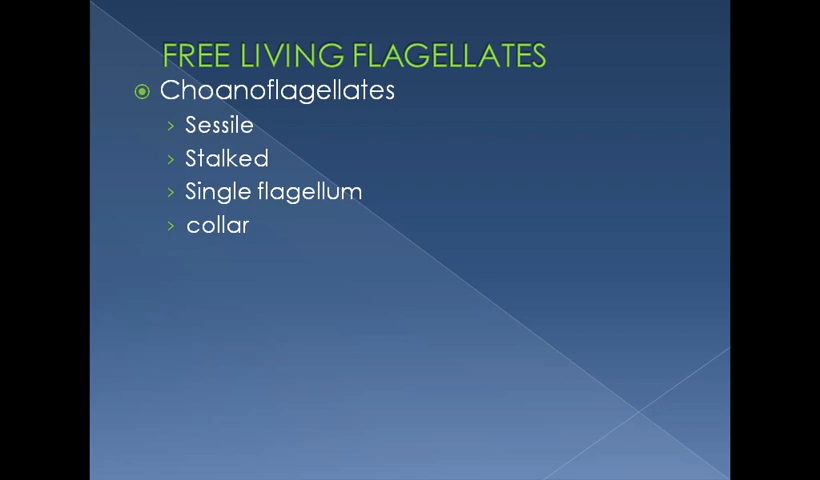 FREE LIVING FLAGELLATES
Choanoflagellates
Sessile
Stalked
Single flagellum
collar